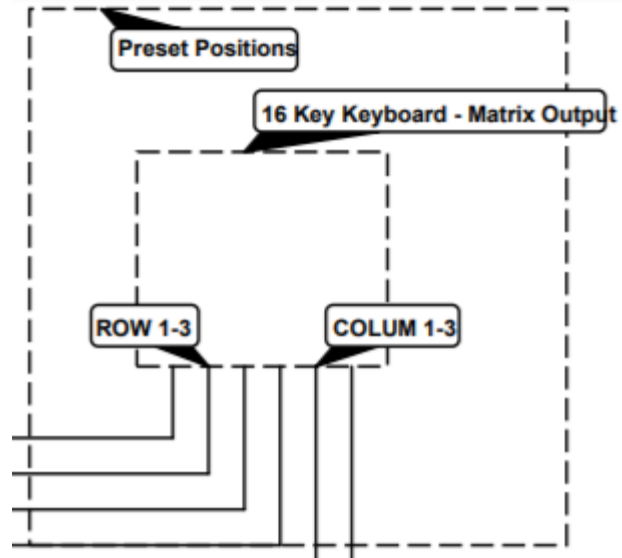 Preset Positions
16 Key Keyboard - Matrix Output
ROW 1-3
COLUM 1-3